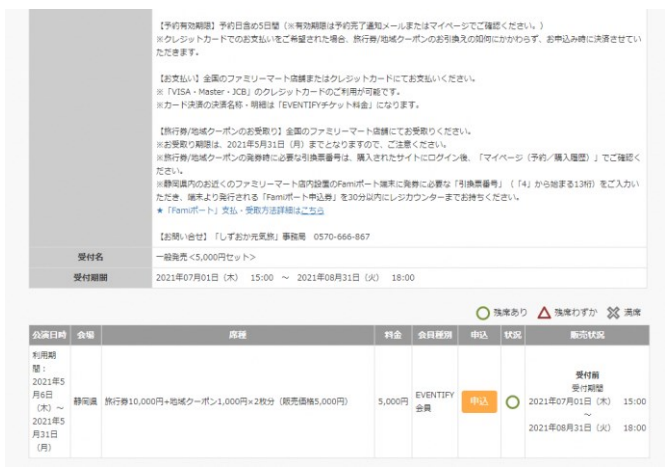 【予約有効期限】予約日含め5日間（※有効期限は予約完了通知メールまたはマイページでご確認ください。）
※クレジットカードでのお支払いをご希望された場合、旅行券/地域クーポンのお引換えの如何にかかわらず、お申込み時に決済させてい
ただきます。
【お支払い】全国のファミリーマート店舗またはクレジットカードにてお支払いください。
※「VISA・Master・JCB」のクレジットカードのご利用が可能です。
※カード決済の決済名称・明細は「EVENTIFYチケット料金」になります。
【旅行券/地域クーポンのお受取り】全国のファミリーマート店舗にてお受取りください。
※お受取り期限は、2021年5月31日（月）までとなりますので、ご注意ください。
※旅行券/地域クーポンの発券時に必要な引換票番号は、購入されたサイトにログイン後、「マイページ（予約／購入履歴）」でご確認く
ださい。
※静岡県内のお近くのファミリーマート店内設置のFamiポート端末に発券に必要な「引換票番号」（「4」から始まる13桁）をご入力い
ただき、端末より発行される「Famiポート申込券」を30分以内にレジカウンターまでお持ちください。
★「Famiポート」支払・受取方法詳細はこちら
【お問い合せ】「しずおか元気旅」事務局 0570-666-867
受付名 一般発売＜5,000円セット＞
受付期間 2021年07月01日（木） 15:00 ～ 2021年08月31日（火） 18:00
残席あり 残席わずか 満席
公演日時 会場 席種 料金 会員種別 申込 状況 販売状況
利用期
間：
2021年5
月6日
（木）～
2021年5
月31日
（月）
静岡県 旅行券10,000円+地域クーポン1,000円×2枚分（販売価格5,000円） 5,000円
EVENTIFY
会員
申込
受付前
受付期間
2021年07月01日（木） 15:00
～
2021年08月31日（火） 18:00